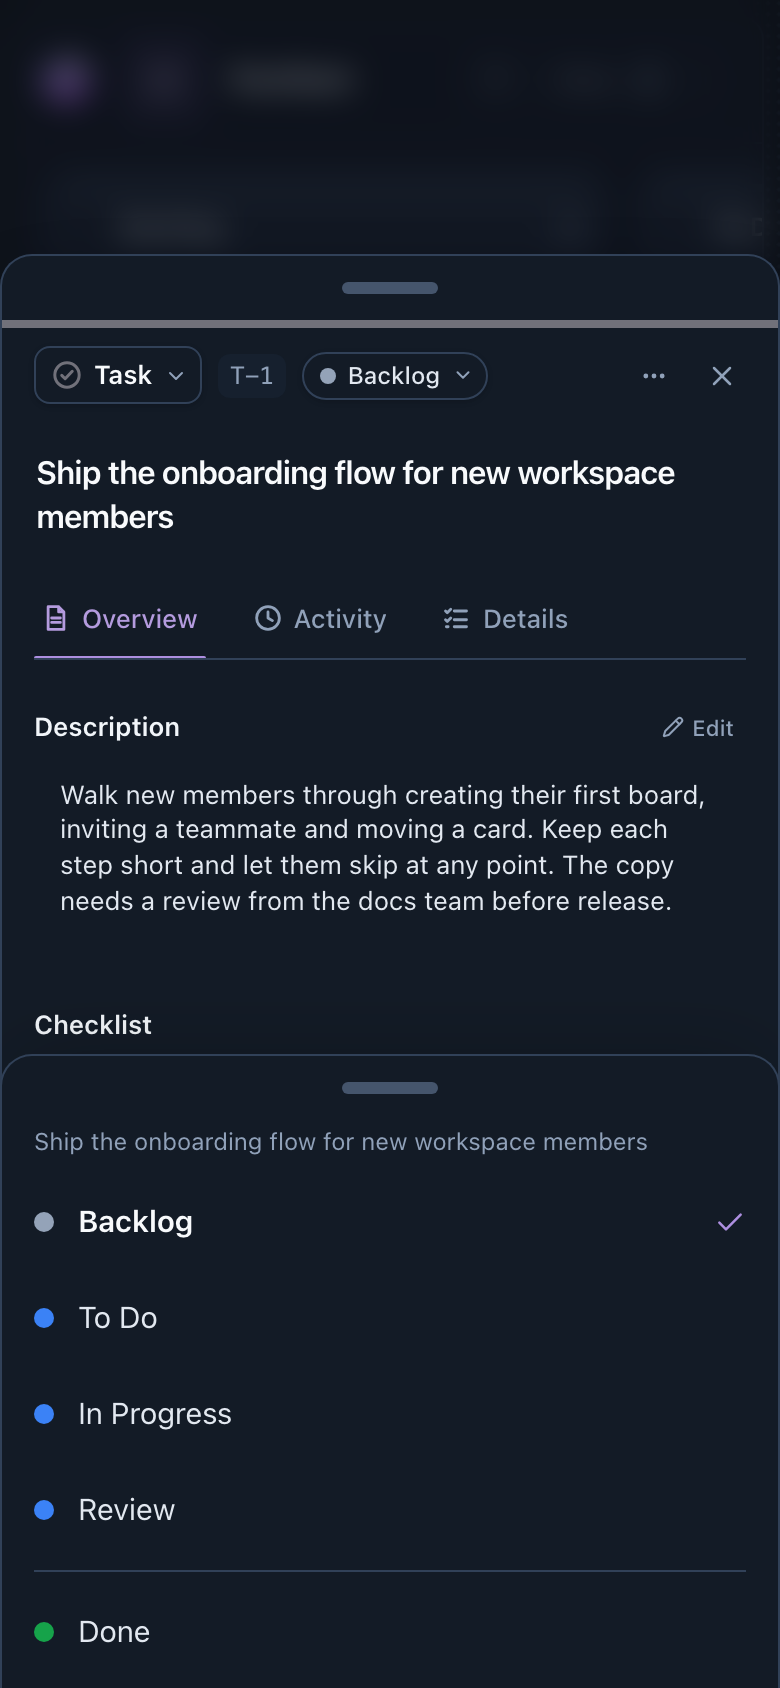 Task
T–1
Backlog
Ship the onboarding flow for new workspace
members
Overview
Activity
Details
Description
Edit
Walk new members through creating their first board,
inviting a teammate and moving a card. Keep each
step short and let them skip at any point. The copy
needs a review from the docs team before release.
Checklist
Ship the onboarding flow for new workspace members
Backlog
To Do
In Progress
Review
Done